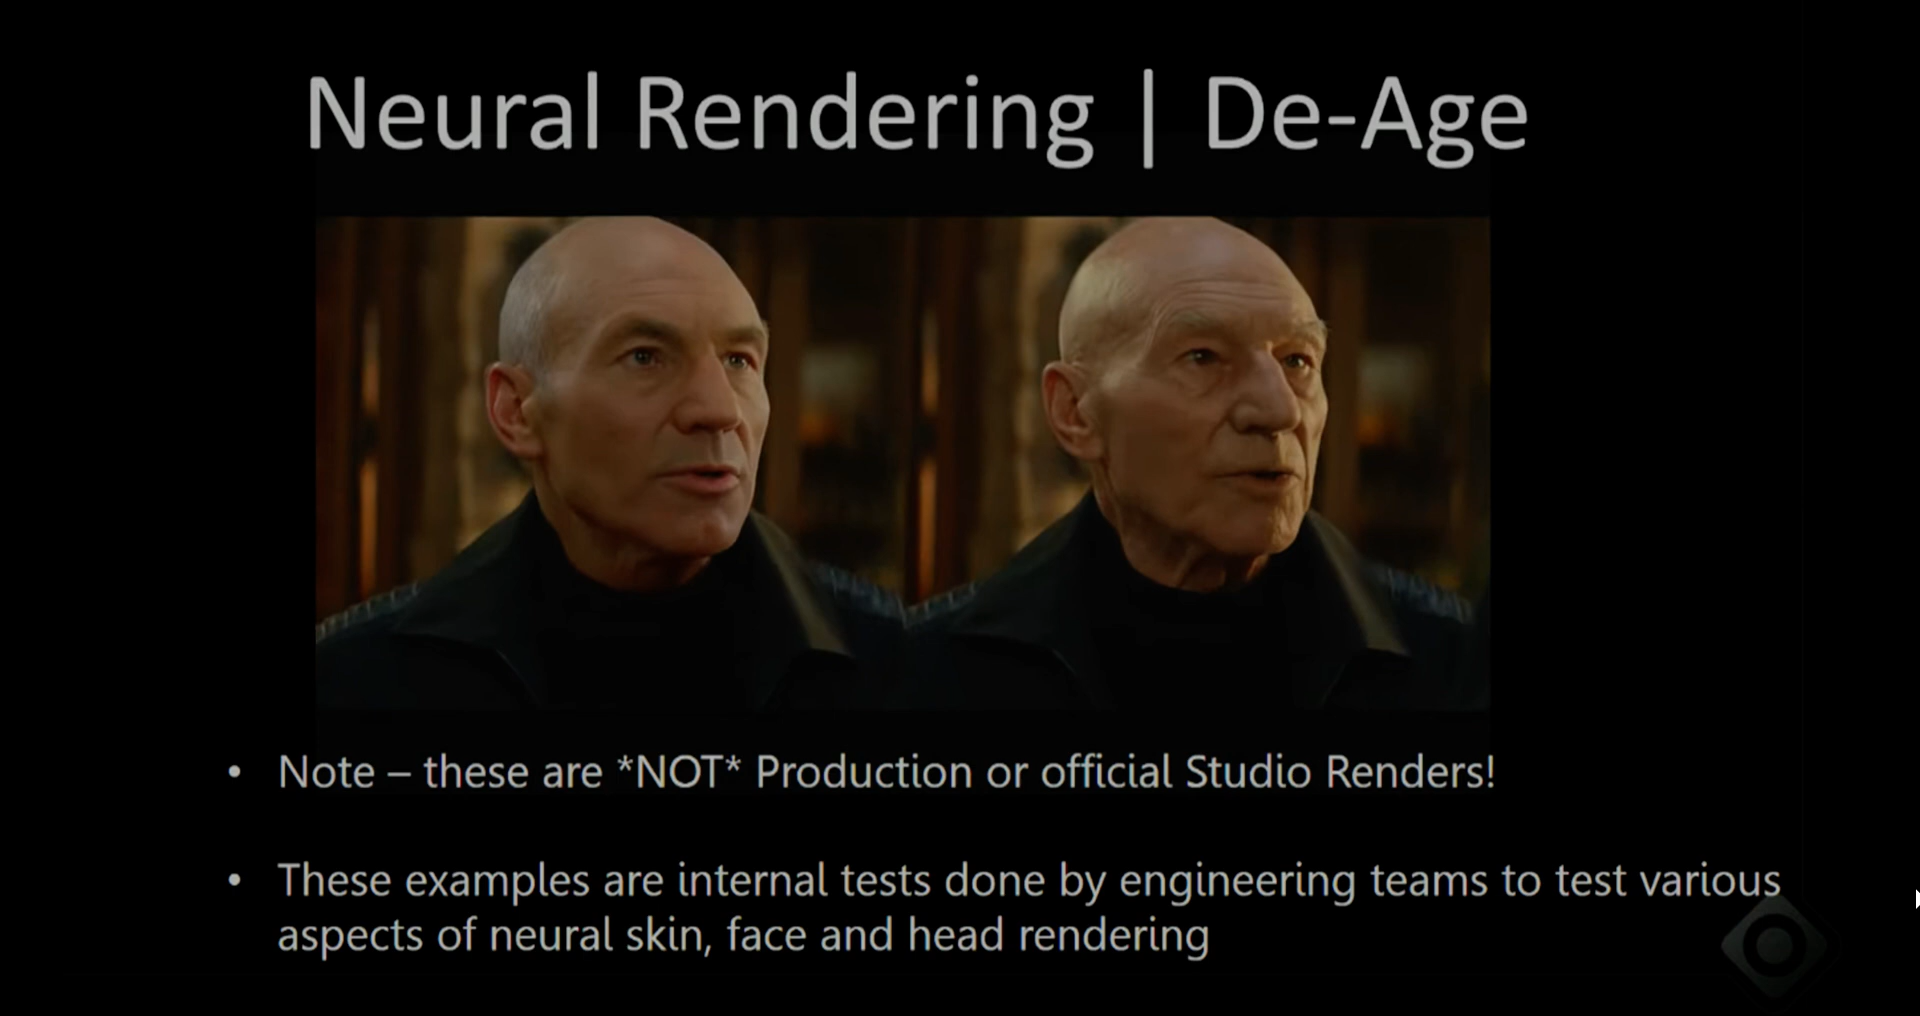 Neural Rendering | De-Age
• Note – these are *NOT* Production or official Studio Renders!
• These examples are internal tests done by engineering teams to test various
aspects of neural skin, face and head rendering